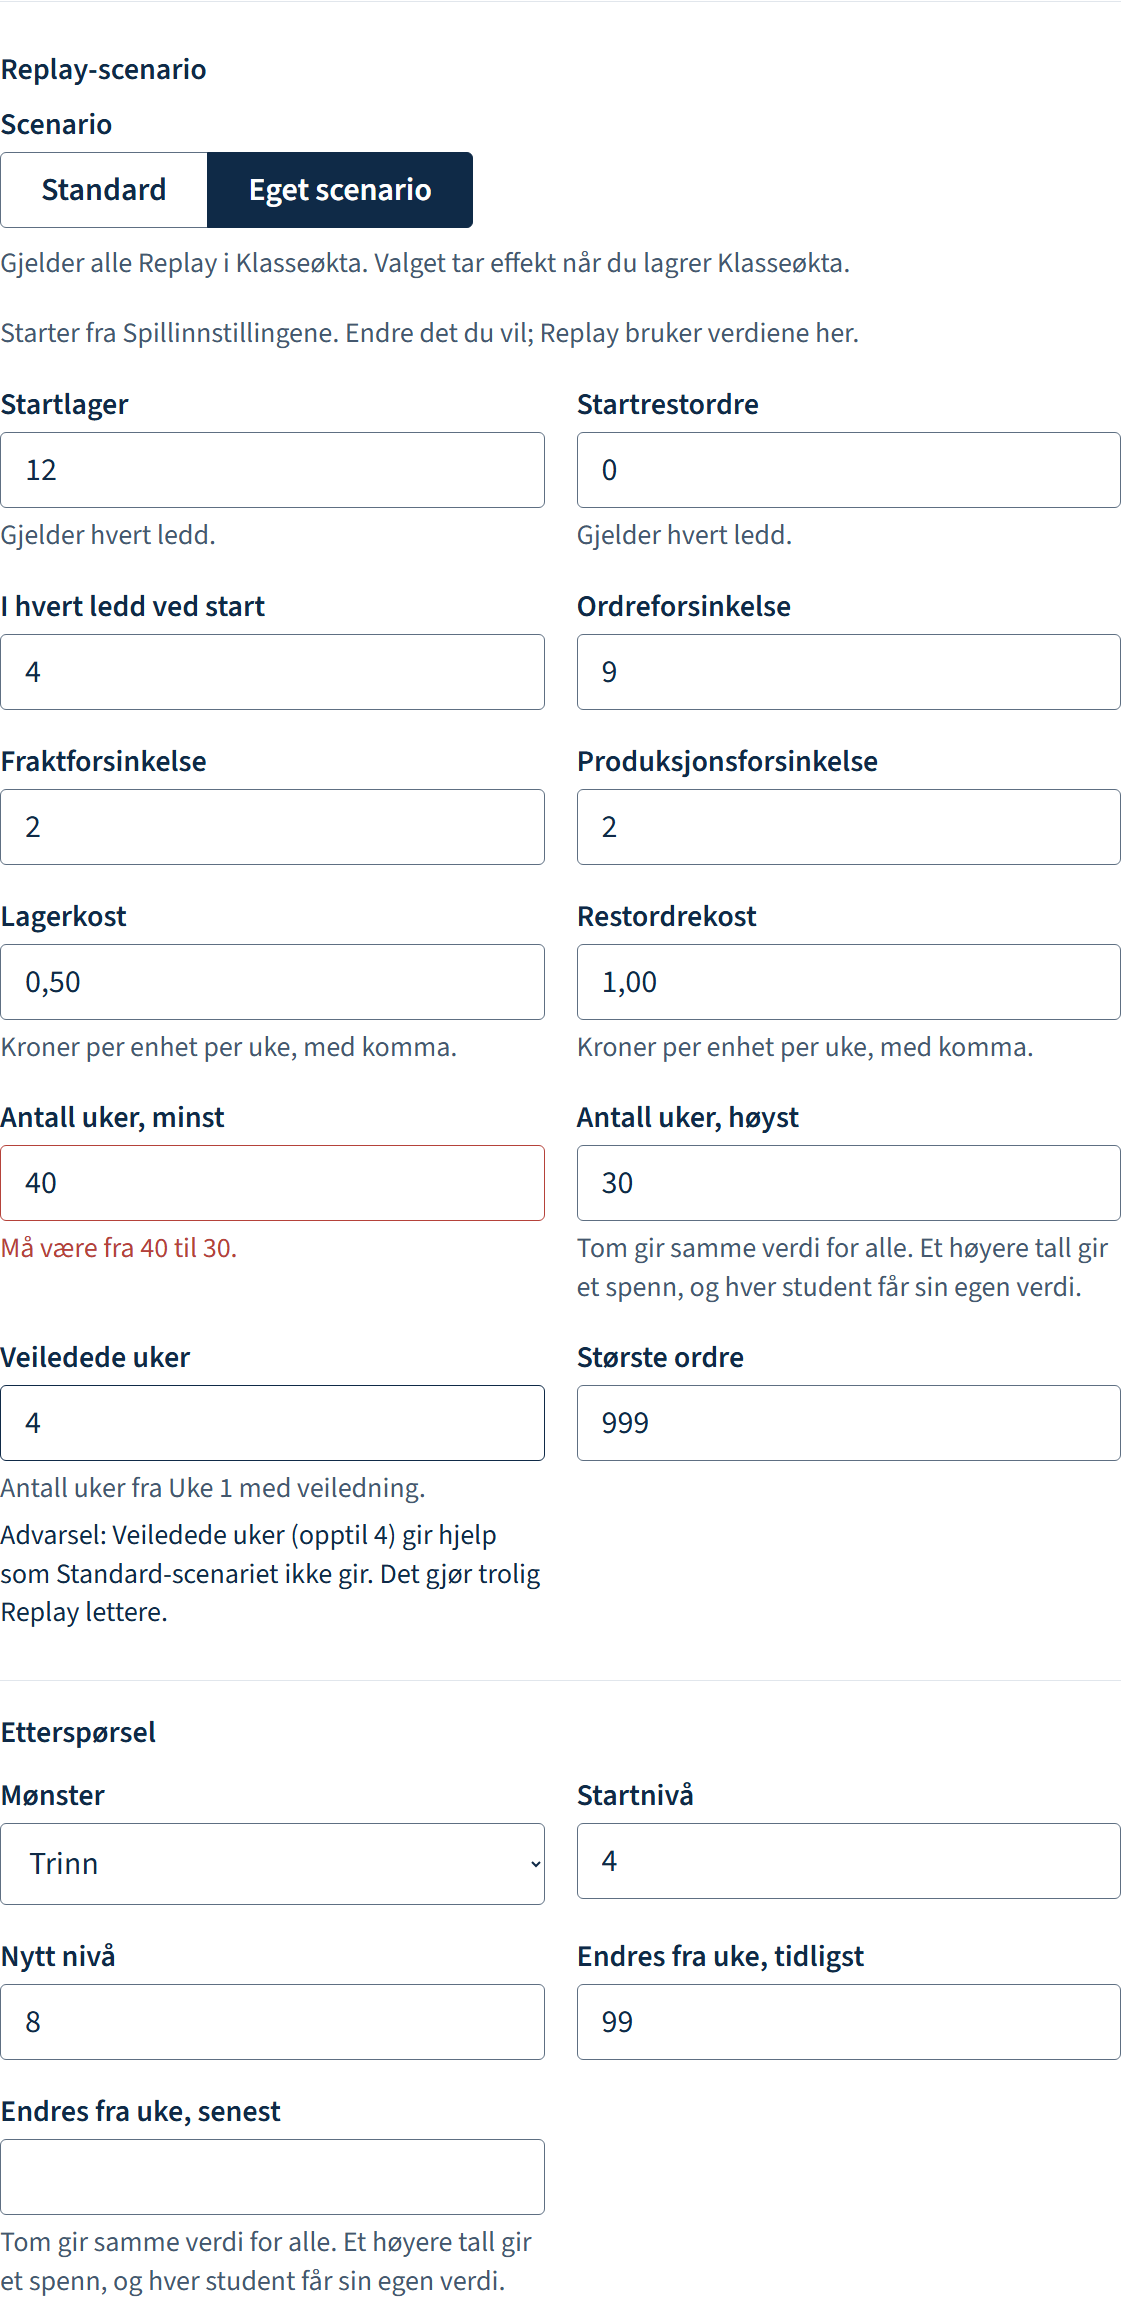 Replay-scenario
Scenario
Standard
Eget scenario
Gjelder alle Replay i Klasseøkta. Valget tar effekt når du lagrer Klasseøkta.
Starter fra Spillinnstillingene. Endre det du vil; Replay bruker verdiene her.
Startlager
12
Gjelder hvert ledd.
Startrestordre
0
Gjelder hvert ledd.
I hvert ledd ved start
4
Ordreforsinkelse
9
Fraktforsinkelse
2
Produksjonsforsinkelse
2
Lagerkost
0,50
Kroner per enhet per uke, med komma.
Restordrekost
1,00
Kroner per enhet per uke, med komma.
Antall uker, minst
40
Må være fra 40 til 30.
Antall uker, høyst
30
Tom gir samme verdi for alle. Et høyere tall gir
et spenn, og hver student får sin egen verdi.
Veiledede uker
4
Antall uker fra Uke 1 med veiledning.
Advarsel: Veiledede uker (opptil 4) gir hjelp
som Standard-scenariet ikke gir. Det gjør trolig
Replay lettere.
Største ordre
999
Etterspørsel
Mønster
Trinn
Startnivå
4
Nytt nivå
8
Endres fra uke, tidligst
99
Endres fra uke, senest
Tom gir samme verdi for alle. Et høyere tall gir
et spenn, og hver student får sin egen verdi.